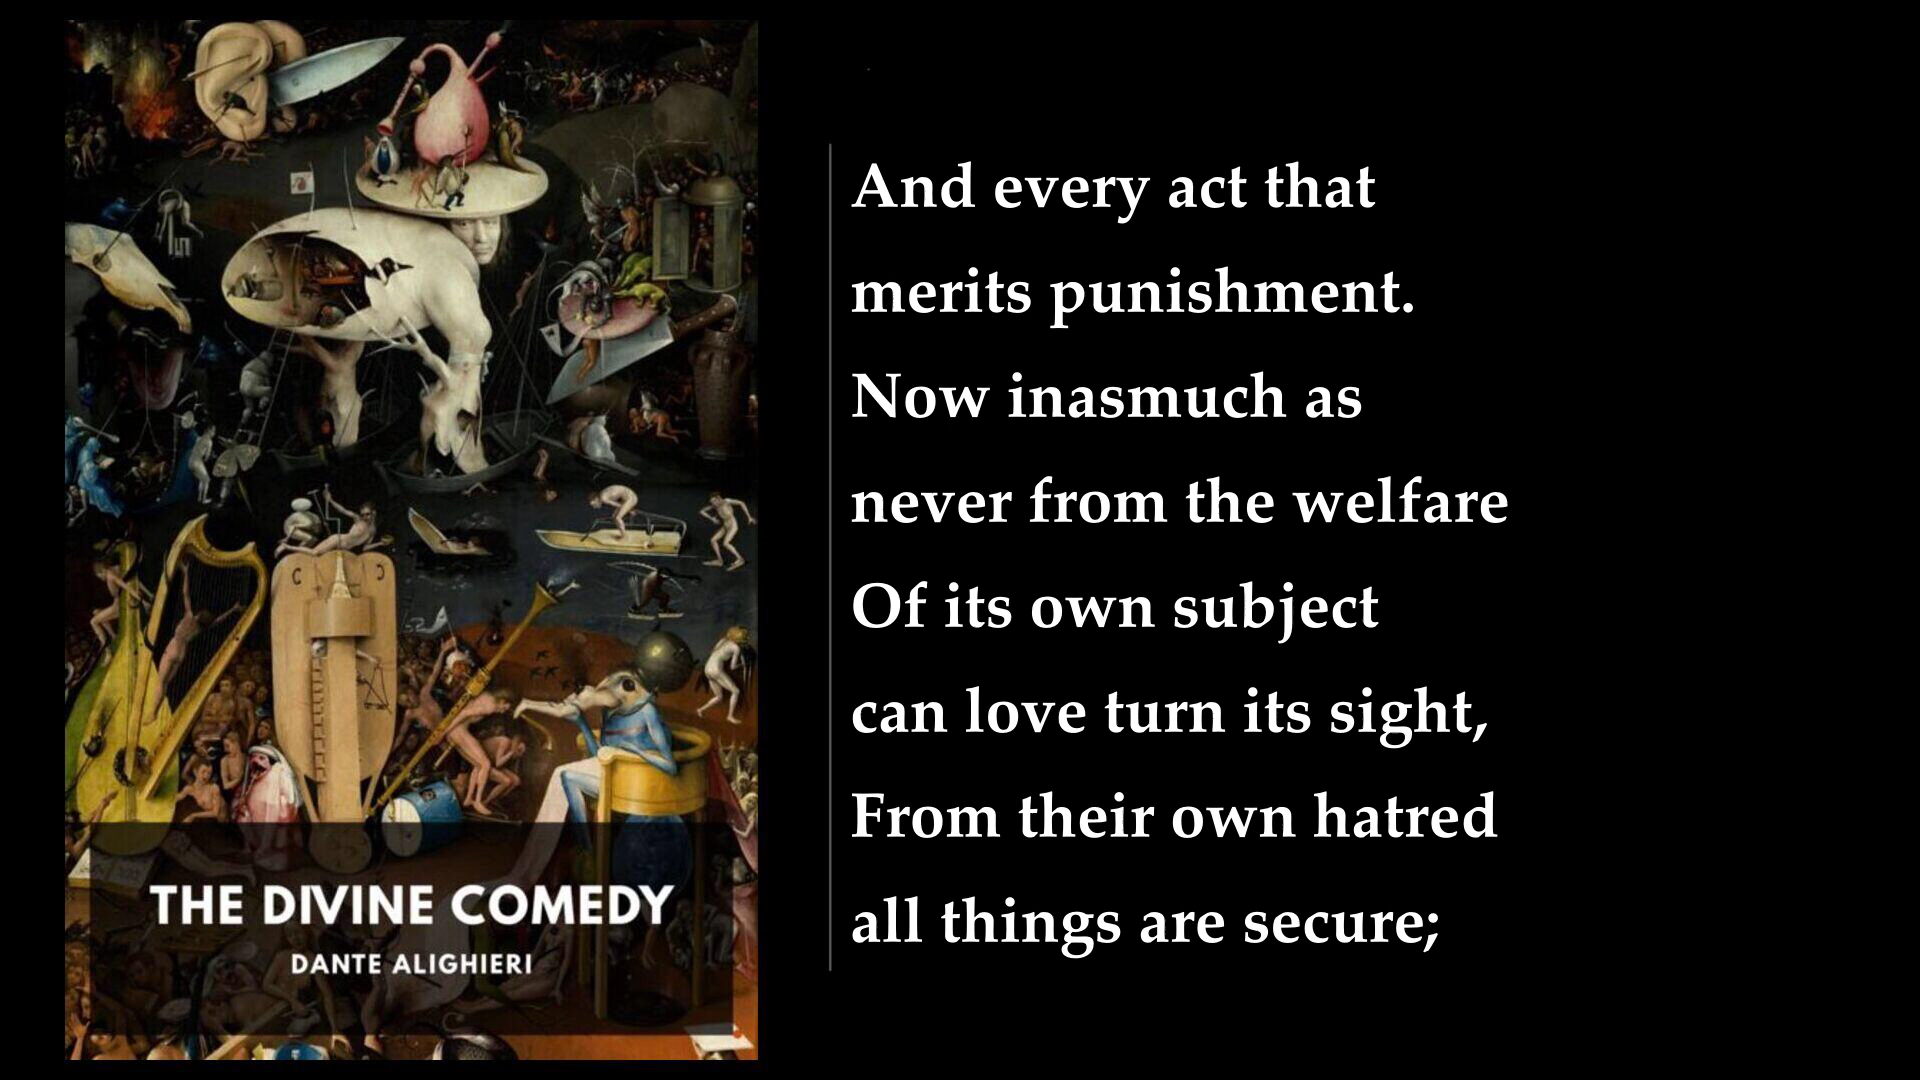 THE DIVINE COMEDY
DANTE ALIGHIERI
And every act that
merits punishment.
Now inasmuch as
never from the welfare
Of its own subject
can love turn its sight,
From their own hatred
all things are secure;